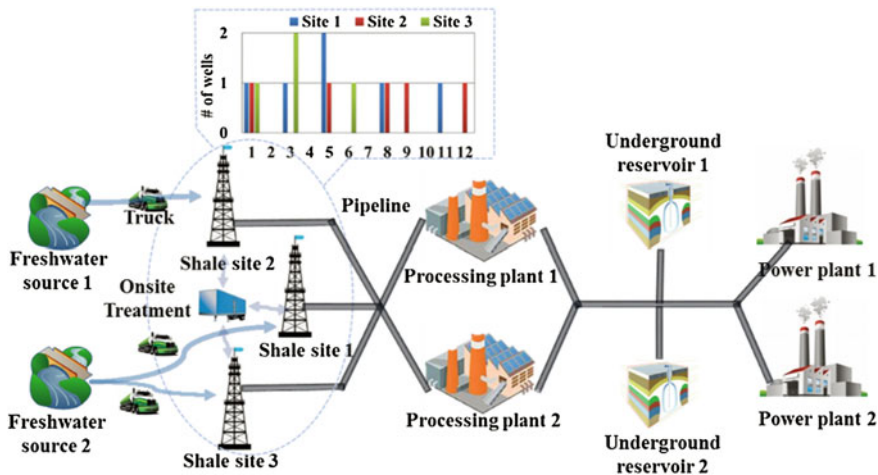 Site 1 Site 2 Site 3
# of wells
2
1
0
1 2 3 4 5 6 7 8 9 10 11 12
Freshwater
source 1
Truck
Shale site 2
Pipeline
Onsite
Treatment
Shale site 1
Freshwater
source 2
Shale site 3
Processing plant 1
Processing plant 2
Underground
reservoir 1
Underground
reservoir 2
Power plant 1
Power plant 2